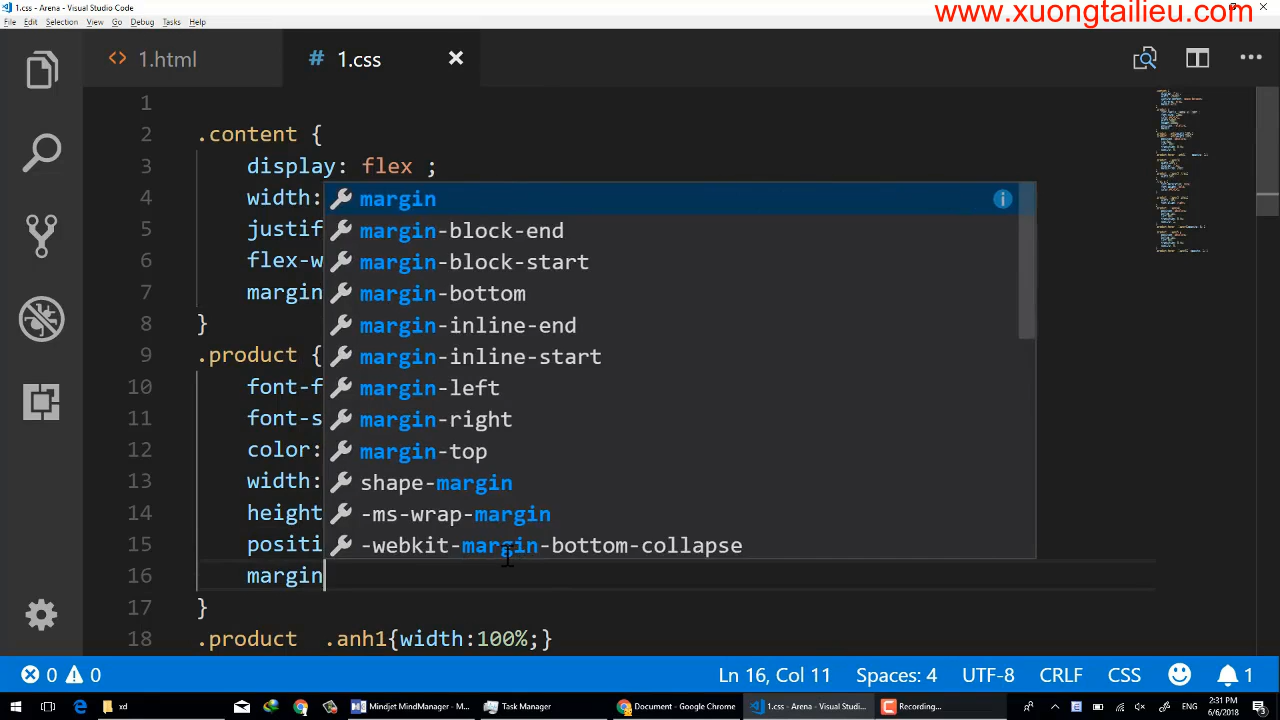 1.css - Arena - Visual Studio Code
www.xuongtailieu.com
File Edit Selection View Go Debug Tasks Help
<> 1.html
# 1.css
1
2 .content {
3 display: flex ;
4 width:
5 justif
6 flex-w
7 margin
8 }
9 .product {
10 font-f
11 font-s
12 color:
13 width:
14 height
15 positi
16 margin
17 }
18 .product .anh1{width:100%;}
margin
margin-block-end
margin-block-start
margin-bottom
margin-inline-end
margin-inline-start
margin-left
margin-right
margin-top
shape-margin
-ms-wrap-margin
-webkit-margin-bottom-collapse
0 0 Ln 16, Col 11 Spaces: 4 UTF-8 CRLF CSS 1
xd Mindjet MindManager - M... Task Manager Document - Google Chr... 1.css - Arena - Visual Studi... Recording...
2:31 PM
6/6/2018